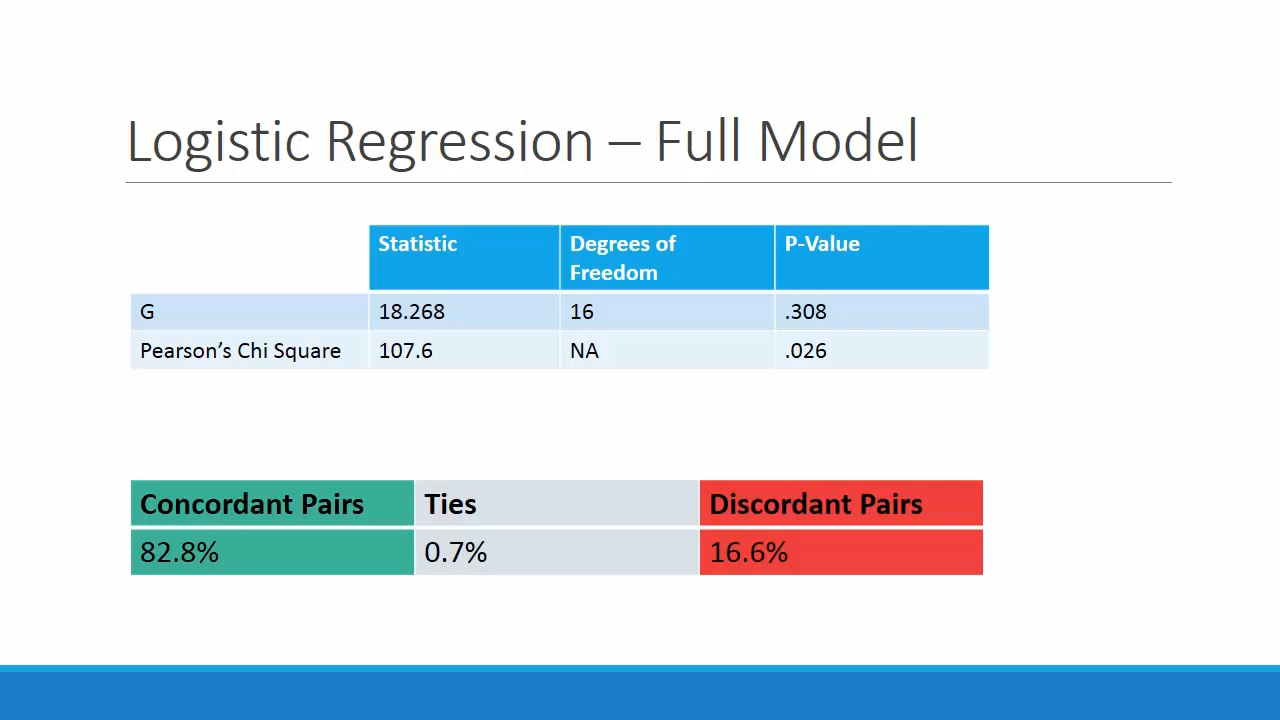 Logistic Regression – Full Model
Statistic Degrees of Freedom P-Value
G 18.268 16 .308
Pearson’s Chi Square 107.6 NA .026
Concordant Pairs Ties Discordant Pairs
82.8% 0.7% 16.6%